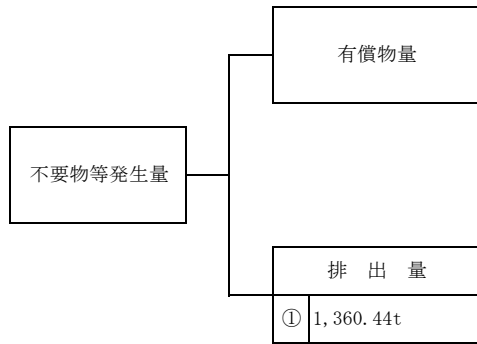 有償物量
不要物等発生量
排 出 量
① 1,360.44t